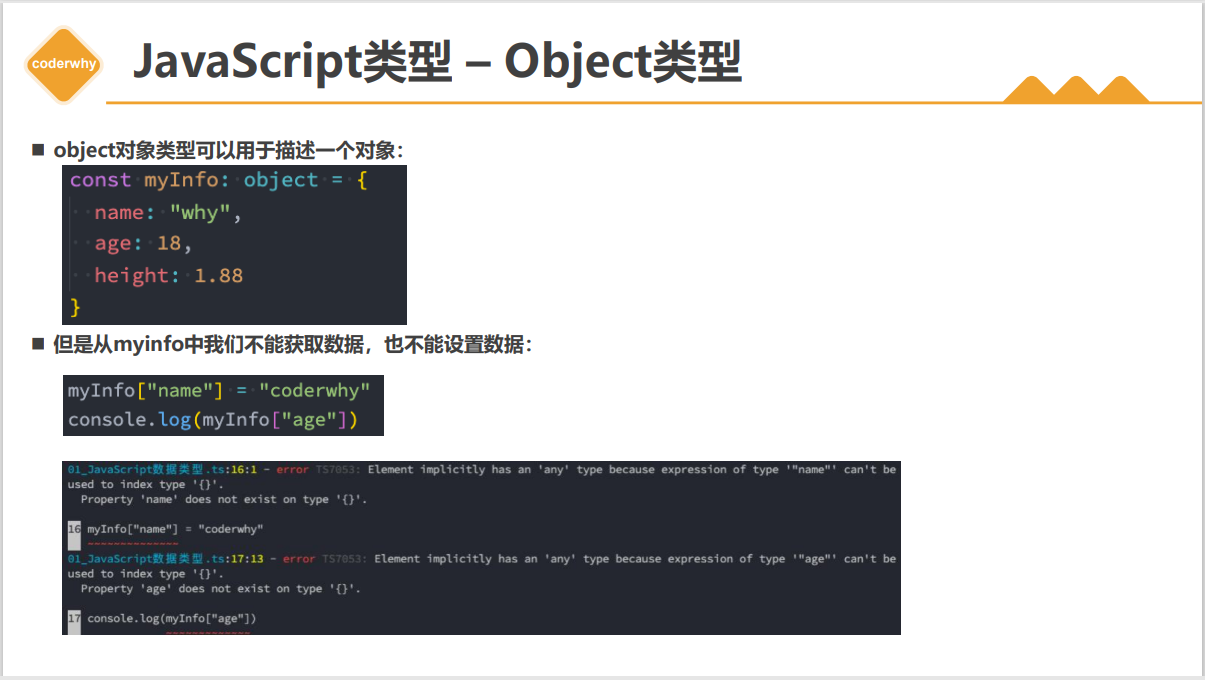 coderwhy
JavaScript类型 – Object类型
object对象类型可以用于描述一个对象：
const myInfo: object = {
name: "why",
age: 18,
height: 1.88
}
但是从myinfo中我们不能获取数据，也不能设置数据：
myInfo["name"] = "coderwhy"
console.log(myInfo["age"])
01_JavaScript数据类型.ts:16:1 - error TS7053: Element implicitly has an 'any' type because expression of type '"name"' can't be
used to index type '{}'.
Property 'name' does not exist on type '{}'.
16 myInfo["name"] = "coderwhy"
01_JavaScript数据类型.ts:17:13 - error TS7053: Element implicitly has an 'any' type because expression of type '"age"' can't be
used to index type '{}'.
Property 'age' does not exist on type '{}'.
17 console.log(myInfo["age"])